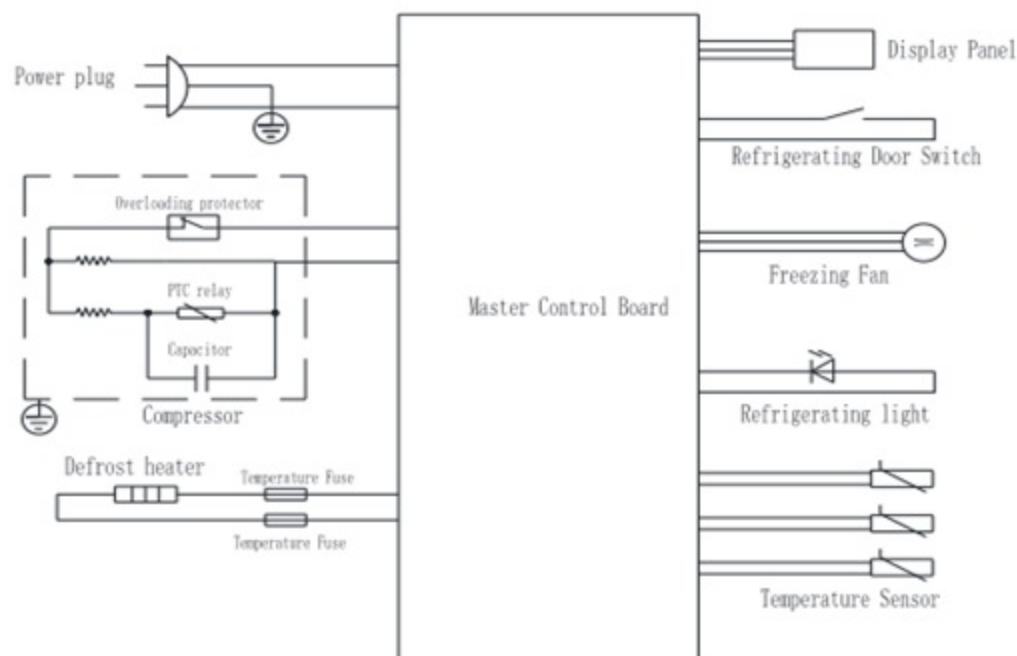 Power plug
Display Panel
Refrigerating Door Switch
Overloading protector
Freezing Fan
PTC relay
Master Control Board
Capacitor
Compressor
Refrigerating light
Defrost heater
Temperature Fuse
Temperature Fuse
Temperature Sensor